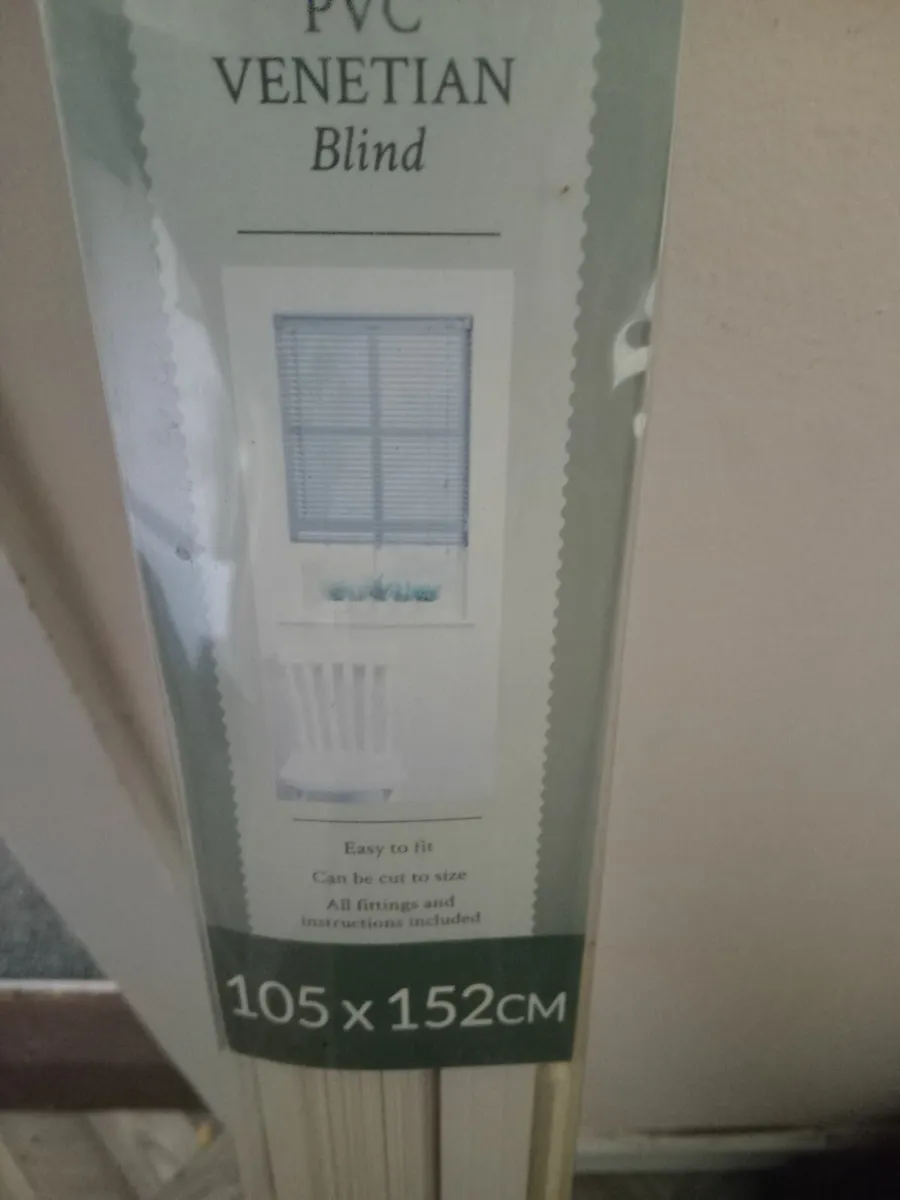 PVC
VENETIAN
Blind
Easy to fit
Can be cut to size
All fittings and
instructions included
105 x 152CM